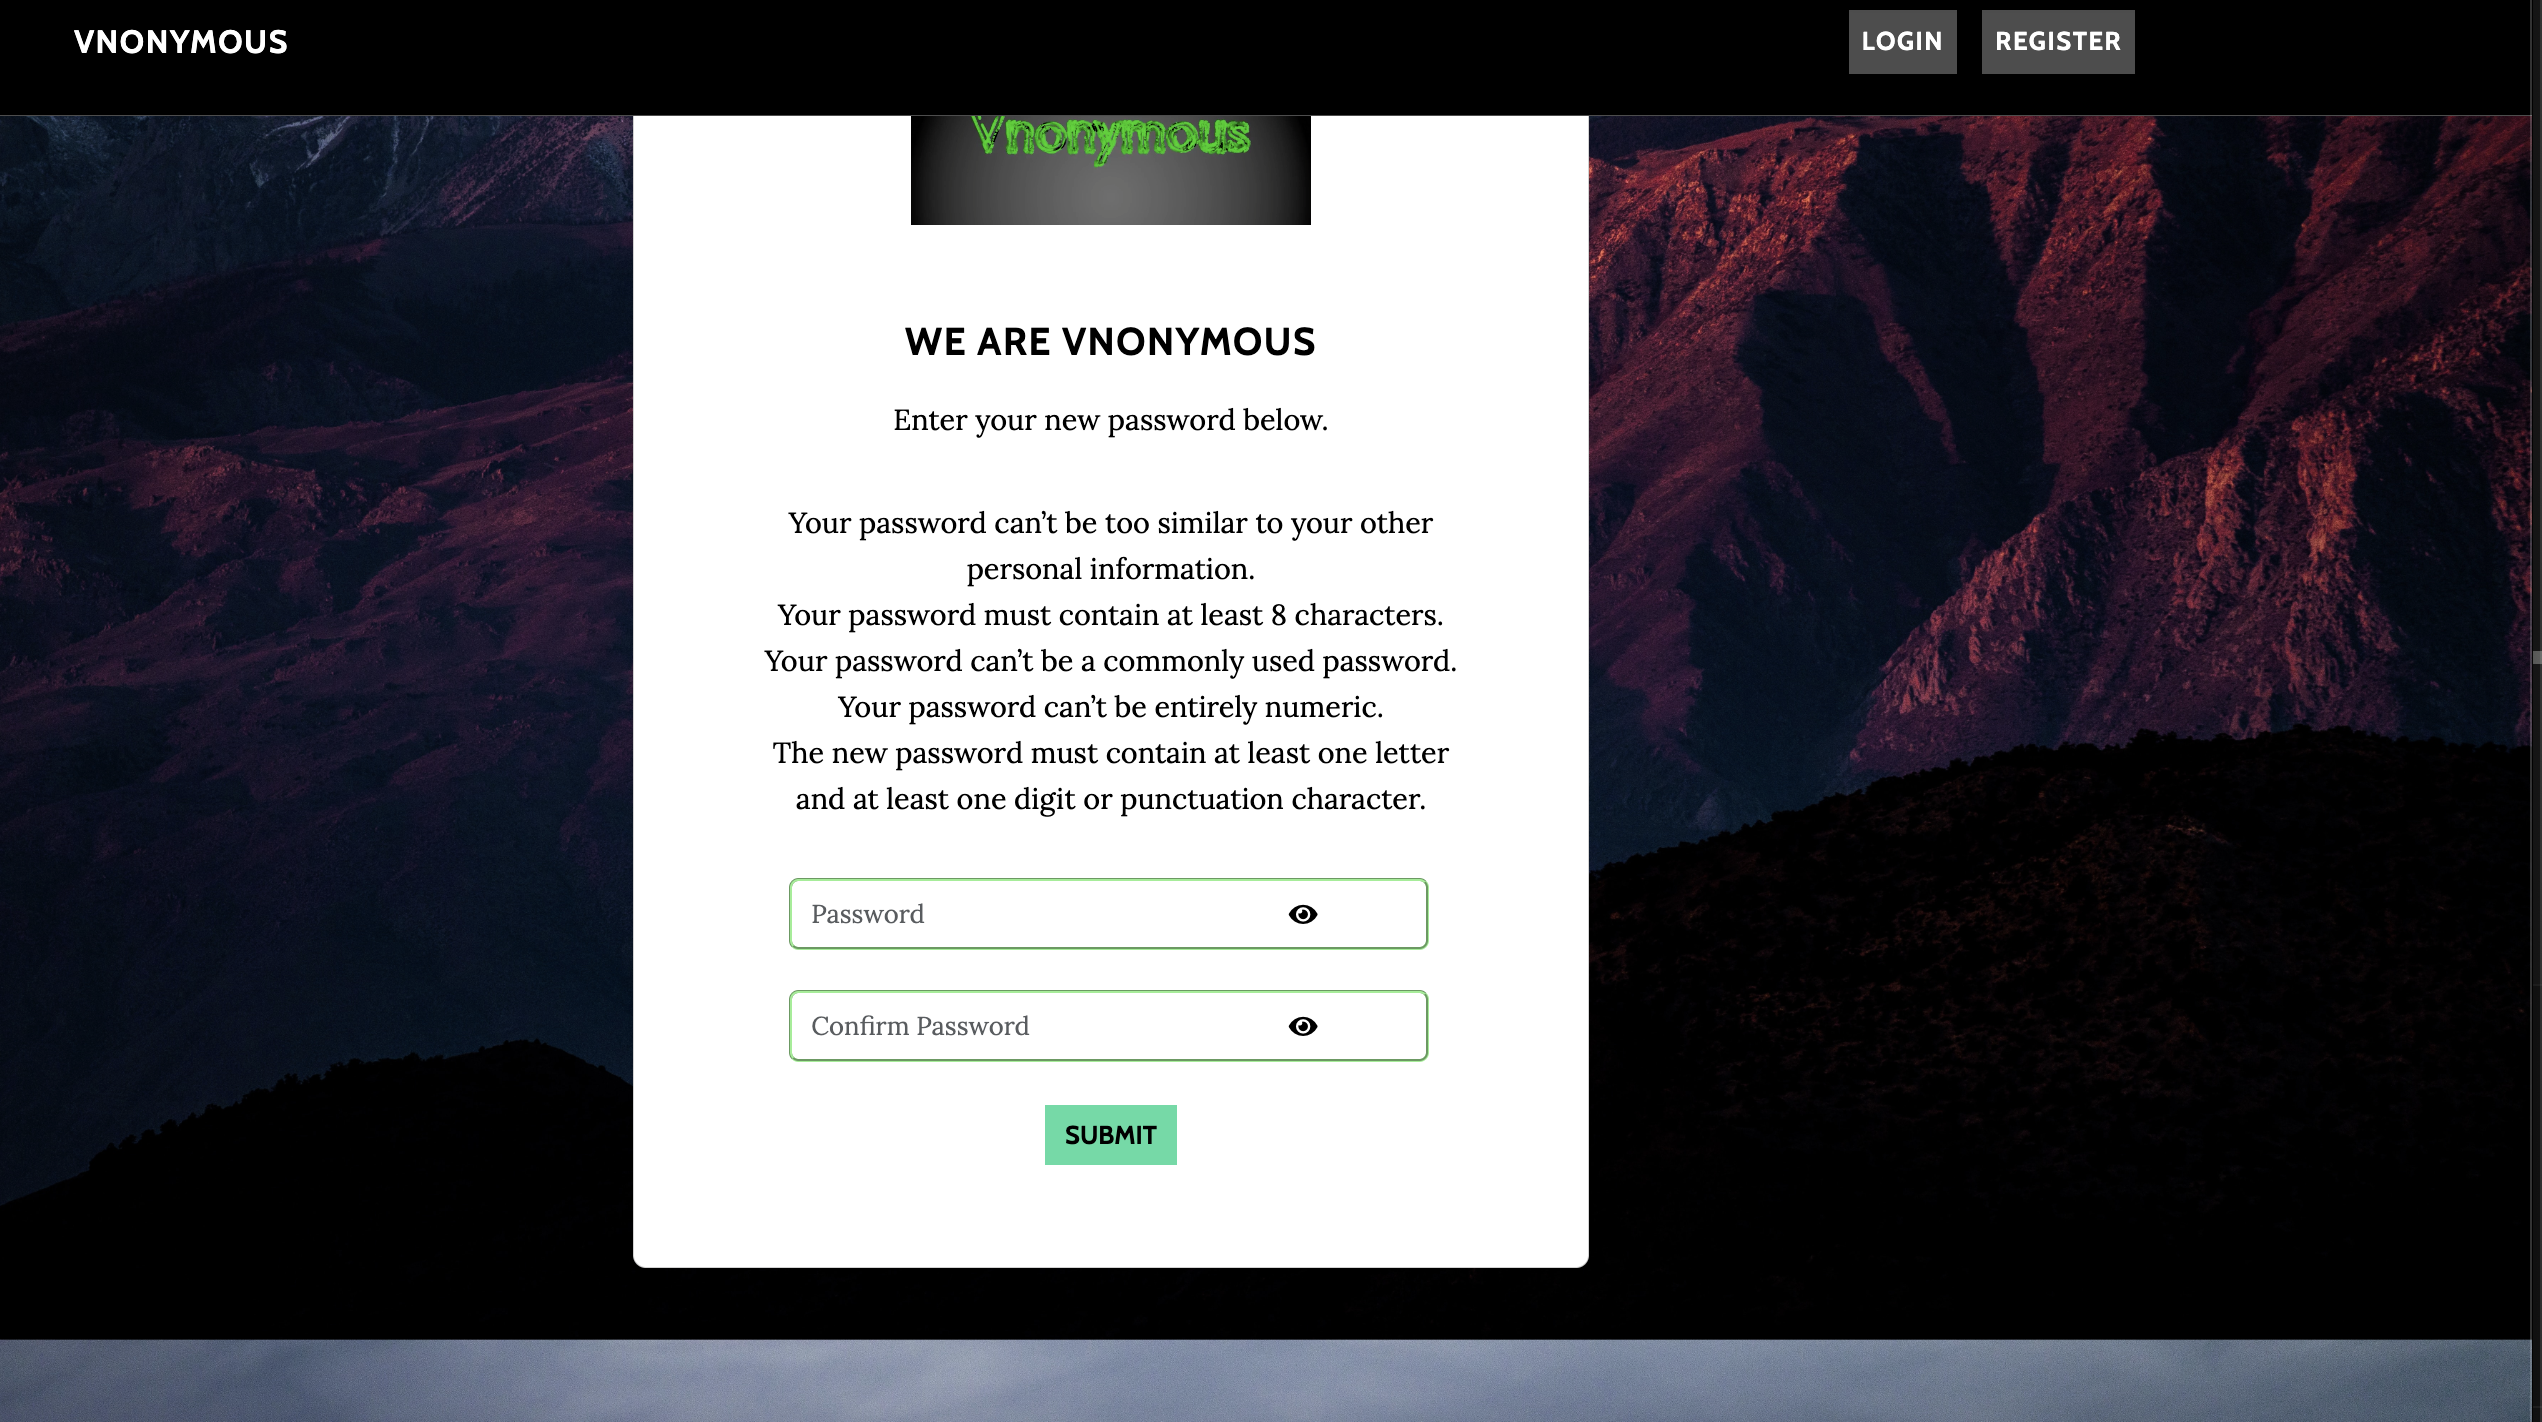 VNONYMOUS
LOGIN
REGISTER
Vnonymous
WE ARE VNONYMOUS
Enter your new password below.
Your password can’t be too similar to your other
personal information.
Your password must contain at least 8 characters.
Your password can’t be a commonly used password.
Your password can’t be entirely numeric.
The new password must contain at least one letter
and at least one digit or punctuation character.
Password
Confirm Password
SUBMIT